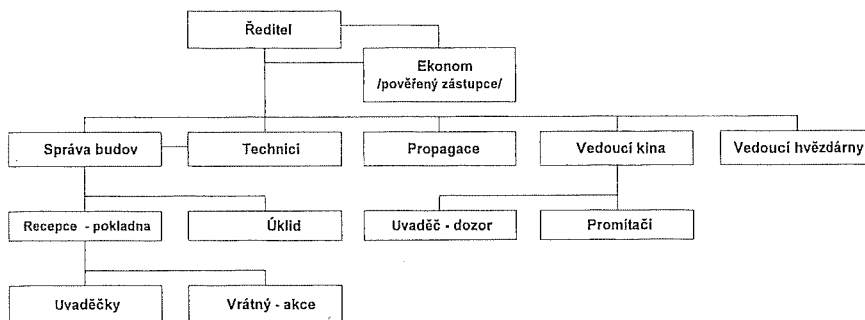 Ředitel
Ekonom
/pověřený zástupce/
Správa budov
Technici
Propagace
Vedoucí kina
Vedoucí hvězdárny
Recepce - pokladna
Úklid
Uvaděč - dozor
Promítači
Uvaděčky
Vrátný - akce